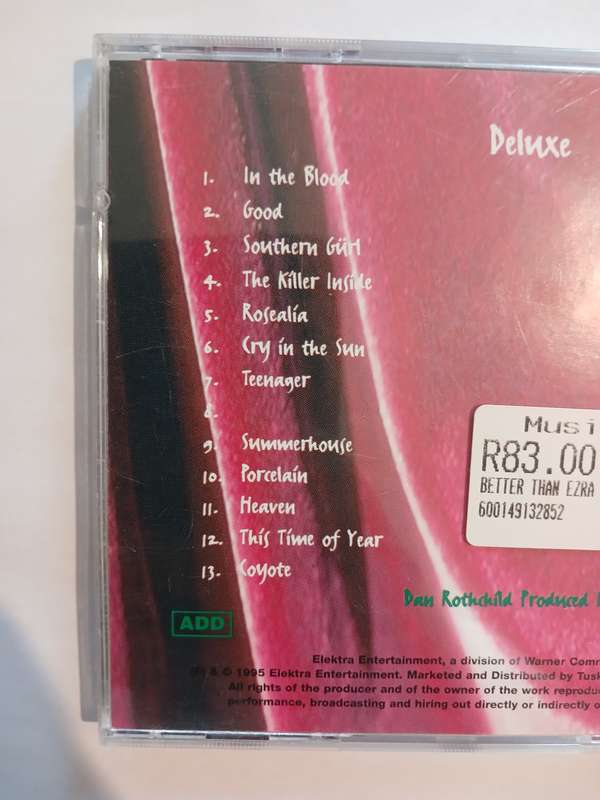 Deluxe
1. In the Blood
2. Good
3. Southern Gürl
4. The Killer Inside
5. Rosealia
6. Cry in the Sun
7. Teenager
8.
9. Summerhouse
10. Porcelain
11. Heaven
12. This Time of Year
13. Coyote
Musi
R83.00
BETTER THAN EZRA
600149132852
Dan Rothchild Produced
ADD
Elektra Entertainment, a division of Warner Comm
℗ & © 1995 Elektra Entertainment. Marketed and Distributed by Tusk
All rights of the producer and of the owner of the work reprodu
performance, broadcasting and hiring out directly or indirectly o